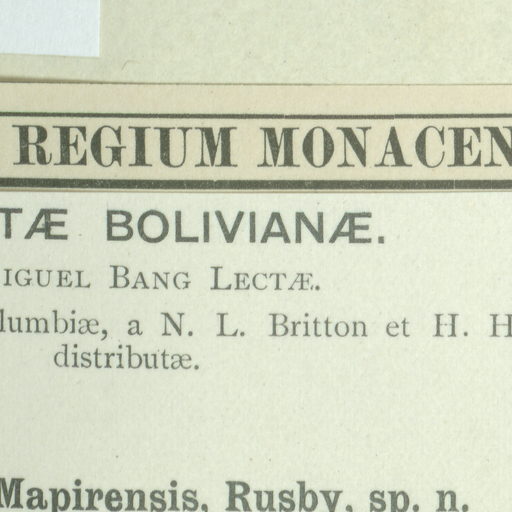 REGIUM MONACEN
TÆ BOLIVIANÆ.
IGUEL BANG LECTÆ.
lumbiæ, a N. L. Britton et H. H
distributæ.
Mapirensis, Rusby, sp. n.